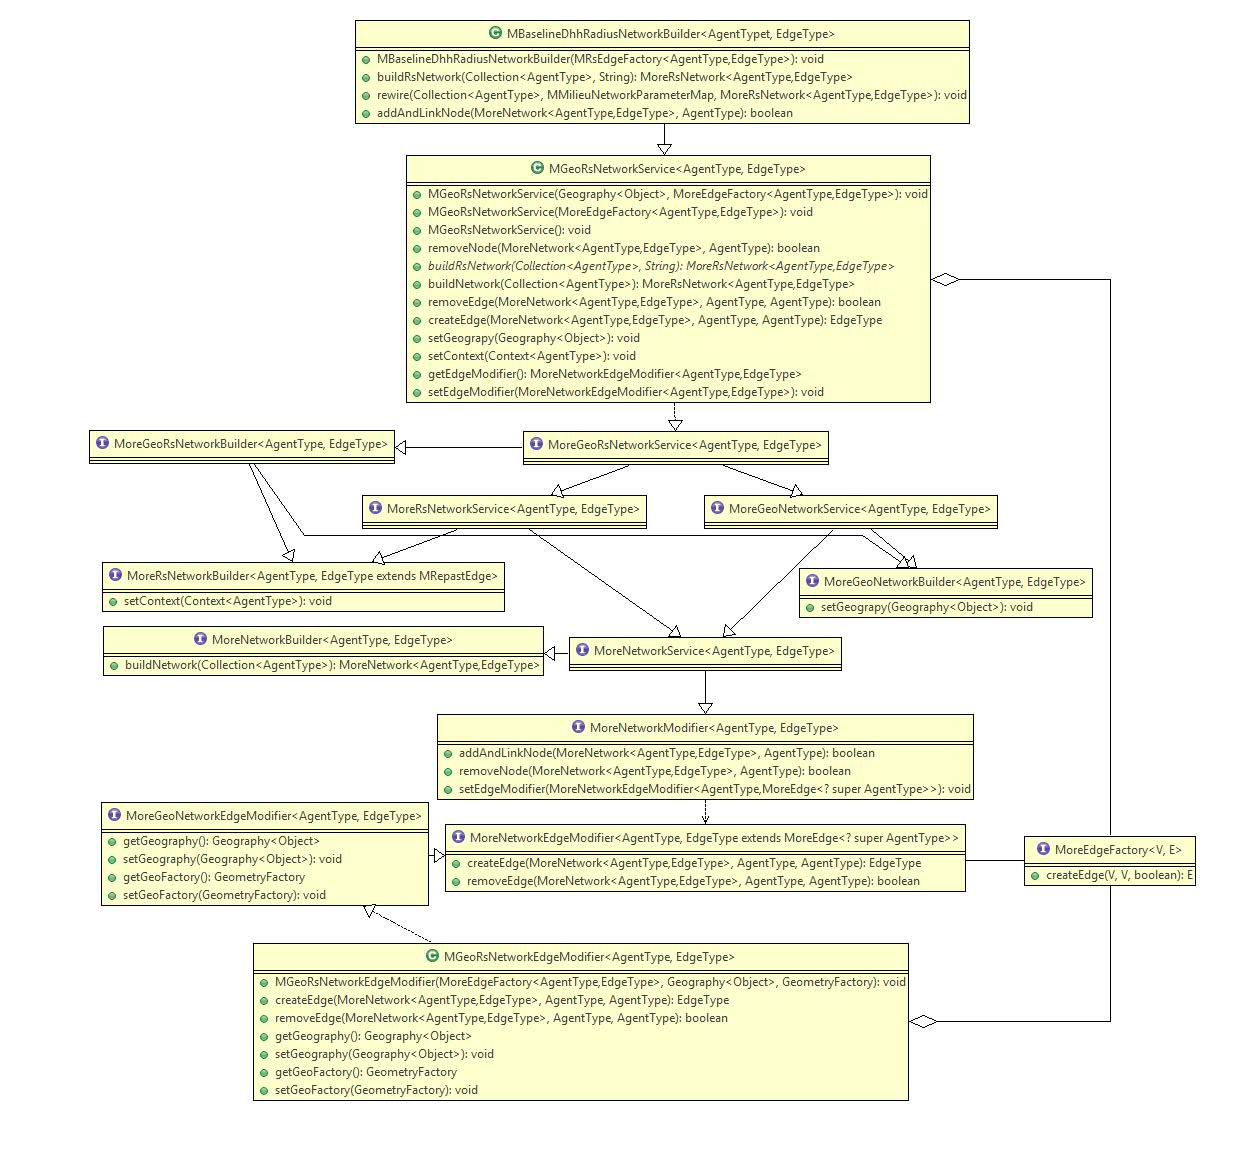 MBaselineDhhRadiusNetworkBuilder<AgentTypet, EdgeType>
MBaselineDhhRadiusNetworkBuilder(MRsEdgeFactory<AgentType,EdgeType>): void
buildRsNetwork(Collection<AgentType>, String): MoreRsNetwork<AgentType,EdgeType>
rewire(Collection<AgentType>, MMilieuNetworkParameterMap, MoreRsNetwork<AgentType,EdgeType>): void
addAndLinkNode(MoreNetwork<AgentType,EdgeType>, AgentType): boolean
MGeoRsNetworkService<AgentType, EdgeType>
MGeoRsNetworkService(Geography<Object>, MoreEdgeFactory<AgentType,EdgeType>): void
MGeoRsNetworkService(MoreEdgeFactory<AgentType,EdgeType>): void
MGeoRsNetworkService(): void
removeNode(MoreNetwork<AgentType,EdgeType>, AgentType): boolean
buildRsNetwork(Collection<AgentType>, String): MoreRsNetwork<AgentType,EdgeType>
buildNetwork(Collection<AgentType>): MoreRsNetwork<AgentType,EdgeType>
removeEdge(MoreNetwork<AgentType,EdgeType>, AgentType, AgentType): boolean
createEdge(MoreNetwork<AgentType,EdgeType>, AgentType, AgentType): EdgeType
setGeograpy(Geography<Object>): void
setContext(Context<AgentType>): void
getEdgeModifier(): MoreNetworkEdgeModifier<AgentType,EdgeType>
setEdgeModifier(MoreNetworkEdgeModifier<AgentType,EdgeType>): void
MoreGeoRsNetworkBuilder<AgentType, EdgeType>
MoreGeoRsNetworkService<AgentType, EdgeType>
MoreRsNetworkService<AgentType, EdgeType>
MoreGeoNetworkService<AgentType, EdgeType>
MoreRsNetworkBuilder<AgentType, EdgeType extends MRepastEdge>
setContext(Context<AgentType>): void
MoreGeoNetworkBuilder<AgentType, EdgeType>
setGeograpy(Geography<Object>): void
MoreNetworkBuilder<AgentType, EdgeType>
buildNetwork(Collection<AgentType>): MoreNetwork<AgentType,EdgeType>
MoreNetworkService<AgentType, EdgeType>
MoreNetworkModifier<AgentType, EdgeType>
addAndLinkNode(MoreNetwork<AgentType,EdgeType>, AgentType): boolean
removeNode(MoreNetwork<AgentType,EdgeType>, AgentType): boolean
setEdgeModifier(MoreNetworkEdgeModifier<AgentType,MoreEdge<? super AgentType>>): void
MoreGeoNetworkEdgeModifier<AgentType, EdgeType>
getGeography(): Geography<Object>
setGeography(Geography<Object>): void
getGeoFactory(): GeometryFactory
setGeoFactory(GeometryFactory): void
MoreNetworkEdgeModifier<AgentType, EdgeType extends MoreEdge<? super AgentType>>
createEdge(MoreNetwork<AgentType,EdgeType>, AgentType, AgentType): EdgeType
removeEdge(MoreNetwork<AgentType,EdgeType>, AgentType, AgentType): boolean
MoreEdgeFactory<V, E>
createEdge(V, V, boolean): E
MGeoRsNetworkEdgeModifier<AgentType, EdgeType>
MGeoRsNetworkEdgeModifier(MoreEdgeFactory<AgentType,EdgeType>, Geography<Object>, GeometryFactory): void
createEdge(MoreNetwork<AgentType,EdgeType>, AgentType, AgentType): EdgeType
removeEdge(MoreNetwork<AgentType,EdgeType>, AgentType, AgentType): boolean
getGeography(): Geography<Object>
setGeography(Geography<Object>): void
getGeoFactory(): GeometryFactory
setGeoFactory(GeometryFactory): void